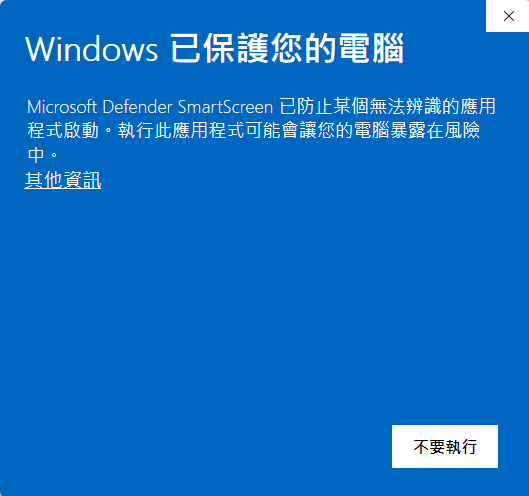 Windows 已保護您的電腦
Microsoft Defender SmartScreen 已防止某個無法辨識的應用
程式啟動。執行此應用程式可能會讓您的電腦暴露在風險
中。
其他資訊
不要執行